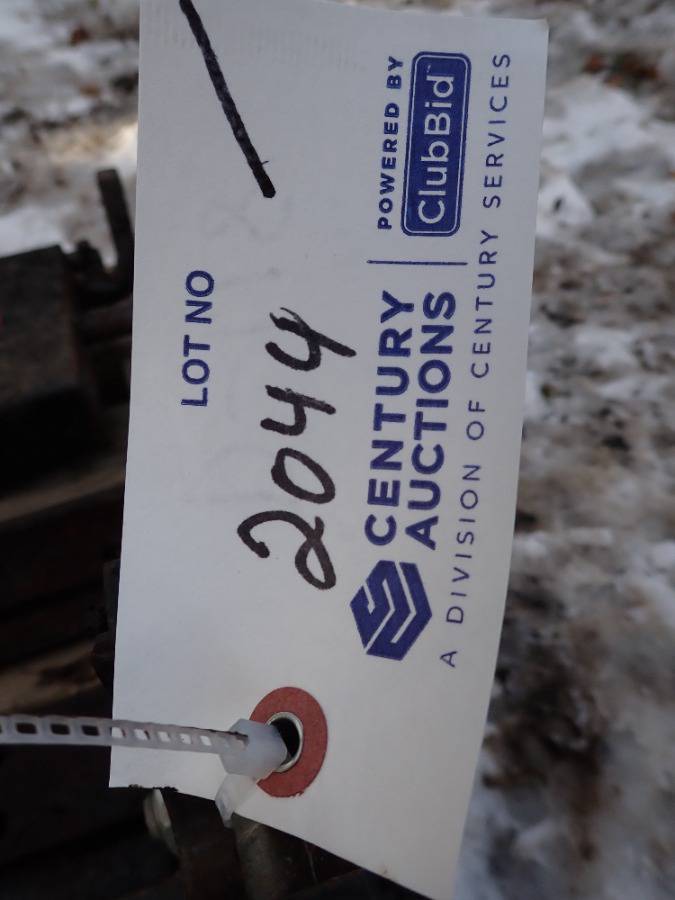 LOT NO
2044
CENTURY
AUCTIONS
POWERED BY
ClubBid
A DIVISION OF CENTURY SERVICES